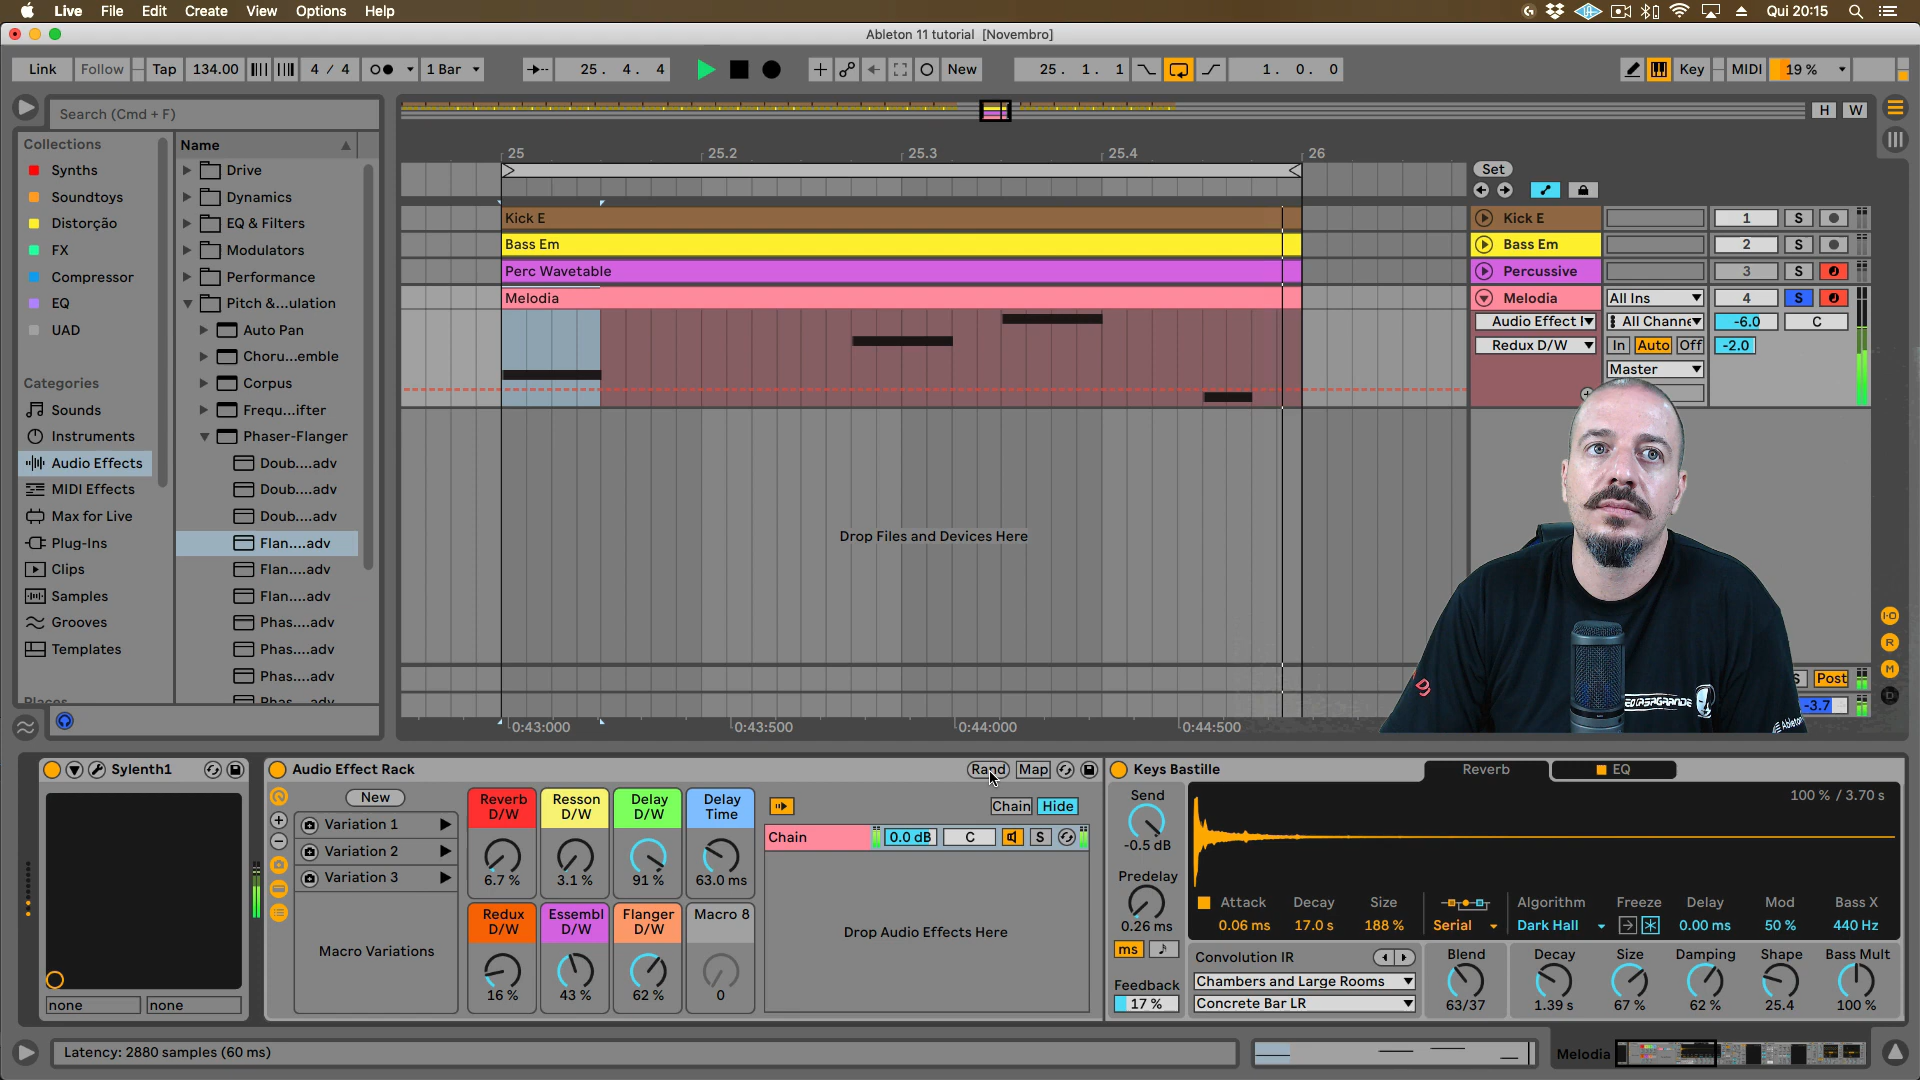 Live File Edit Create View Options Help Qui 20:15
Ableton 11 tutorial [Novembro]
Link Follow Tap 134.00 4 / 4 1 Bar 25. 4. 4 New 25. 1. 1 1. 0. 0 Key MIDI 19 %
Search (Cmd + F)
H W
Collections
Synths
Soundtoys
Distorção
FX
Compressor
EQ
UAD
Categories
Sounds
Instruments
Audio Effects
MIDI Effects
Max for Live
Plug-Ins
Clips
Samples
Grooves
Templates
Places
Name
Drive
Dynamics
EQ & Filters
Modulators
Performance
Pitch &...ulation
Auto Pan
Choru...emble
Corpus
Frequ...ifter
Phaser-Flanger
Doub....adv
Doub....adv
Doub....adv
Flan....adv
Flan....adv
Flan....adv
Phas....adv
Phas....adv
Phas....adv
Phas....adv
25 25.2 25.3 25.4 26
Set
Kick E
Bass Em
Perc Wavetable
Melodia
Drop Files and Devices Here
0:43:000 0:43:500 0:44:000 0:44:500
Kick E 1 S
Bass Em 2 S
Percussive 3 S
Melodia All Ins 4 S
Audio Effect All Channe -6.0 C
Redux D/W In Auto Off -2.0
Master
S Post
-3.7
I·O
R
M
D
Ableton
Sylenth1
none none
Audio Effect Rack Rand Map
New
Variation 1
Variation 2
Variation 3
Macro Variations
Reverb D/W 6.7 %
Resson D/W 3.1 %
Delay D/W 91 %
Delay Time 63.0 ms
Redux D/W 16 %
Essembl D/W 43 %
Flanger D/W 62 %
Macro 8 0
Chain Hide
Chain 0.0 dB C S
Drop Audio Effects Here
Keys Bastille Reverb EQ
Send
-0.5 dB
Predelay
0.26 ms
ms
Feedback
17 %
100 % / 3.70 s
Attack Decay Size Algorithm Freeze Delay Mod Bass X
0.06 ms 17.0 s 188 % Serial Dark Hall 0.00 ms 50 % 440 Hz
Convolution IR
Chambers and Large Rooms
Concrete Bar LR
Blend Decay Size Damping Shape Bass Mult
63/37 1.39 s 67 % 62 % 25.4 100 %
Latency: 2880 samples (60 ms)
Melodia